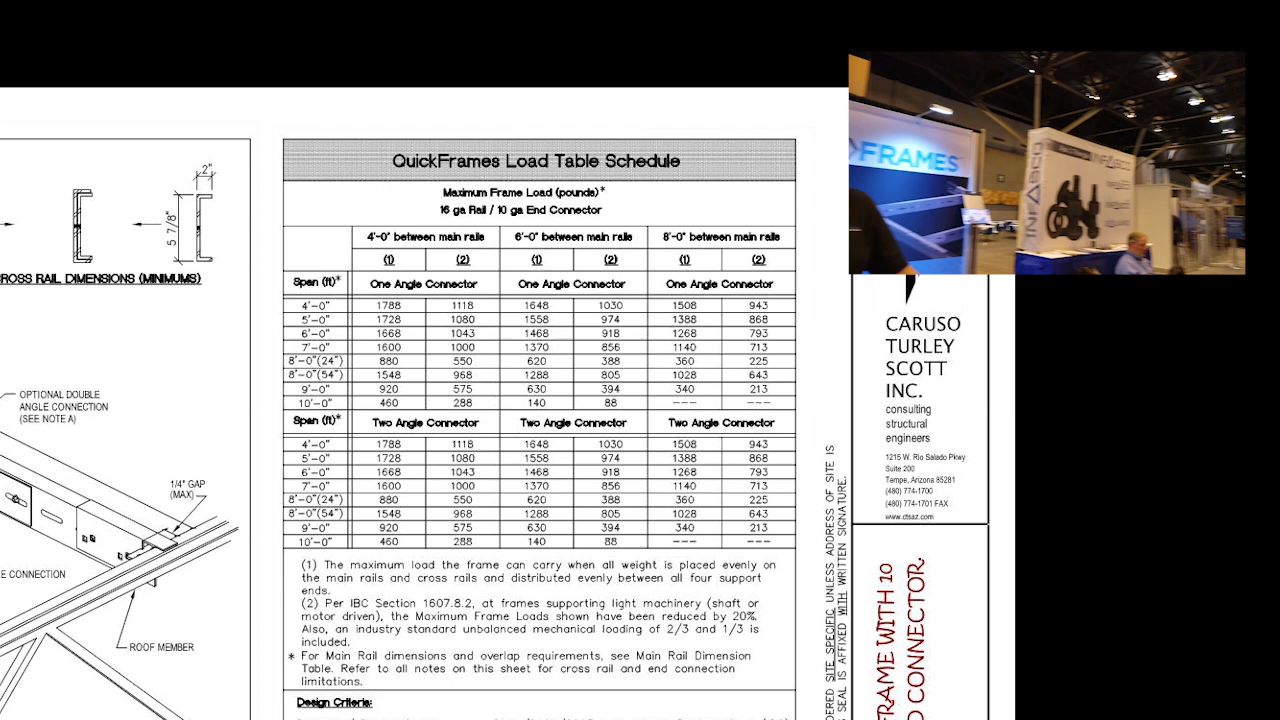 2"
5 7/8"
ROSS RAIL DIMENSIONS (MINIMUMS)
OPTIONAL DOUBLE
ANGLE CONNECTION
(SEE NOTE A)
1/4" GAP
(MAX)
E CONNECTION
ROOF MEMBER
QuickFrames Load Table Schedule
Maximum Frame Load (pounds)*
16 ga Rail / 10 ga End Connector
4'-0" between main rails 6'-0" between main rails 8'-0" between main rails
(1) (2) (1) (2) (1) (2)
Span (ft)* One Angle Connector One Angle Connector One Angle Connector
4'-0" 1788 1118 1648 1030 1508 943
5'-0" 1728 1080 1558 974 1388 868
6'-0" 1668 1043 1468 918 1268 793
7'-0" 1600 1000 1370 856 1140 713
8'-0"(24") 880 550 620 388 360 225
8'-0"(54") 1548 968 1288 805 1028 643
9'-0" 920 575 630 394 340 213
10'-0" 460 288 140 88 --- ---
Span (ft)* Two Angle Connector Two Angle Connector Two Angle Connector
4'-0" 1788 1118 1648 1030 1508 943
5'-0" 1728 1080 1558 974 1388 868
6'-0" 1668 1043 1468 918 1268 793
7'-0" 1600 1000 1370 856 1140 713
8'-0"(24") 880 550 620 388 360 225
8'-0"(54") 1548 968 1288 805 1028 643
9'-0" 920 575 630 394 340 213
10'-0" 460 288 140 88 --- ---
(1) The maximum load the frame can carry when all weight is placed evenly on
the main rails and cross rails and distributed evenly between all four support
ends.
(2) Per IBC Section 1607.8.2, at frames supporting light machinery (shaft or
motor driven), the Maximum Frame Loads shown have been reduced by 20%.
Also, an industry standard unbalanced mechanical loading of 2/3 and 1/3 is
included.
* For Main Rail dimensions and overlap requirements, see Main Rail Dimension
Table. Refer to all notes on this sheet for cross rail and end connection
limitations.
Design Criteria:
DERED SITE SPECIFIC UNLESS ADDRESS OF SITE IS
SEAL IS AFFIXED WITH WRITTEN SIGNATURE.
FRAMES
INFASCO
INFASCO
CARUSO
TURLEY
SCOTT
INC.
consulting
structural
engineers
1215 W. Rio Salado Pkwy
Suite 200
Tempe, Arizona 85281
(480) 774-1700
(480) 774-1701 FAX
www.ctsaz.com
FRAME WITH 10
D CONNECTOR.